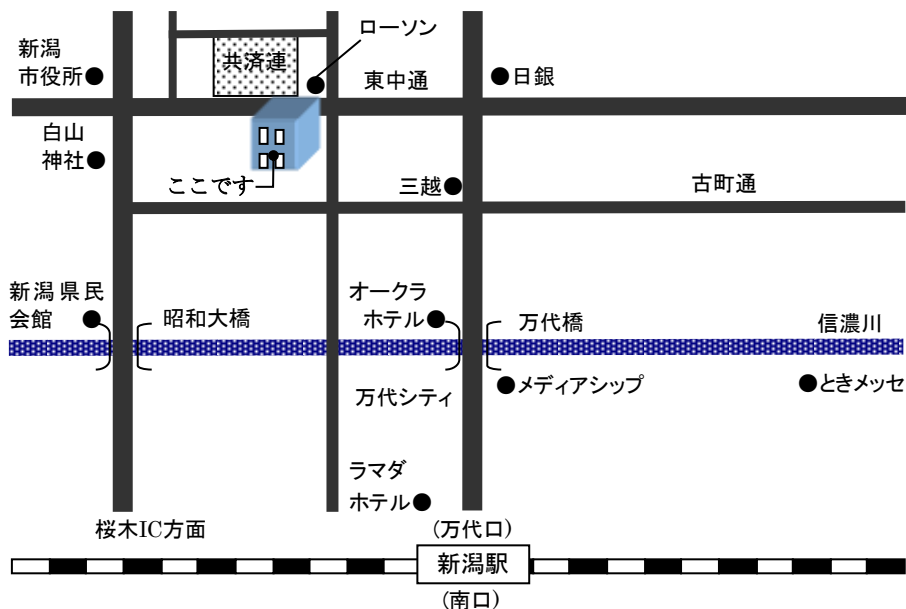 ローソン
新潟
市役所
共済連
東中通
日銀
白山
神社
ここです
三越
古町通
新潟県民
会館
昭和大橋
オークラ
ホテル
万代橋
信濃川
万代シティ
メディアシップ
ときメッセ
ラマダ
ホテル
桜木IC方面
(万代口)
新潟駅
(南口)